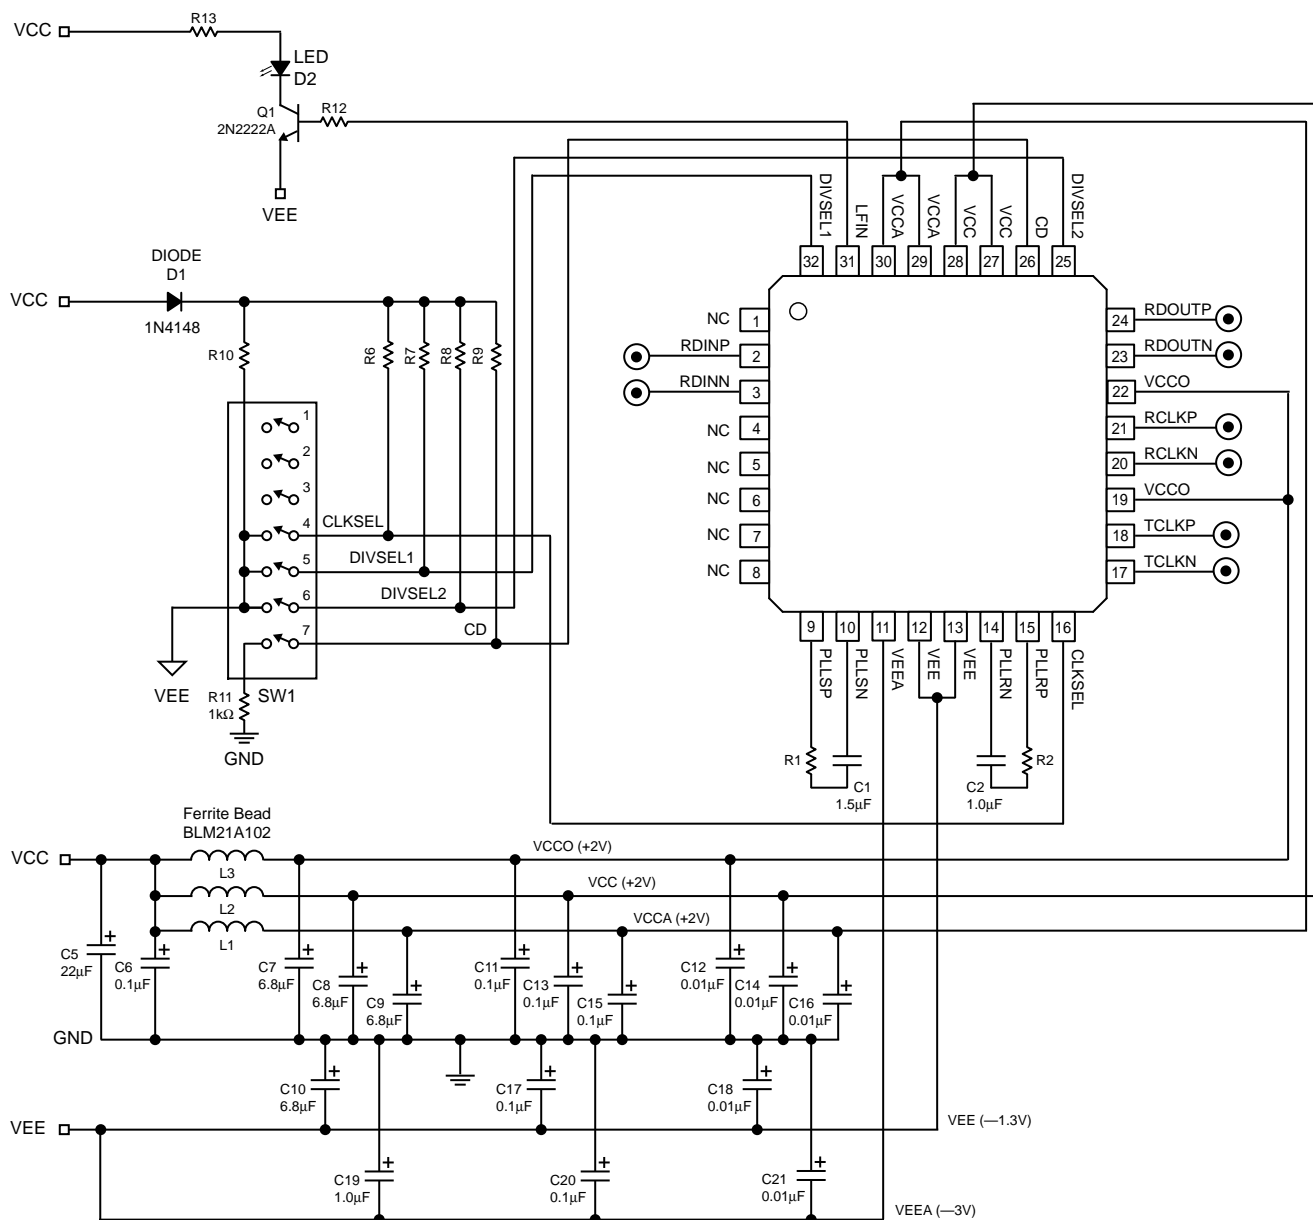 R13
VCC
LED
D2
Q1
2N2222A
R12
VEE
DIVSEL1
LFIN
VCCA
VCCA
VCC
VCC
CD
DIVSEL2
32
31
30
29
28
27
26
25
DIODE
D1
VCC
1N4148
R10
R6
R7
R8
R9
NC
1
RDINP
2
RDINN
3
NC
4
NC
5
NC
6
NC
7
NC
8
24
RDOUTP
23
RDOUTN
22
VCCO
21
RCLKP
20
RCLKN
19
VCCO
18
TCLKP
17
TCLKN
1
2
3
4
CLKSEL
5
DIVSEL1
6
DIVSEL2
7
CD
VEE
R11
1kΩ
SW1
GND
9
10
11
12
13
14
15
16
PLLSP
PLLSN
VEEA
VEE
VEE
PLLRN
PLLRP
CLKSEL
R1
C1
1.5μF
C2
1.0μF
R2
Ferrite Bead
BLM21A102
VCC
L3
VCCO (+2V)
L2
VCC (+2V)
L1
VCCA (+2V)
C5
22μF
C6
0.1μF
C7
6.8μF
C8
6.8μF
C9
6.8μF
C11
0.1μF
C13
0.1μF
C15
0.1μF
C12
0.01μF
C14
0.01μF
C16
0.01μF
GND
C10
6.8μF
C17
0.1μF
C18
0.01μF
VEE
VEE (—1.3V)
C19
1.0μF
C20
0.1μF
C21
0.01μF
VEEA (—3V)